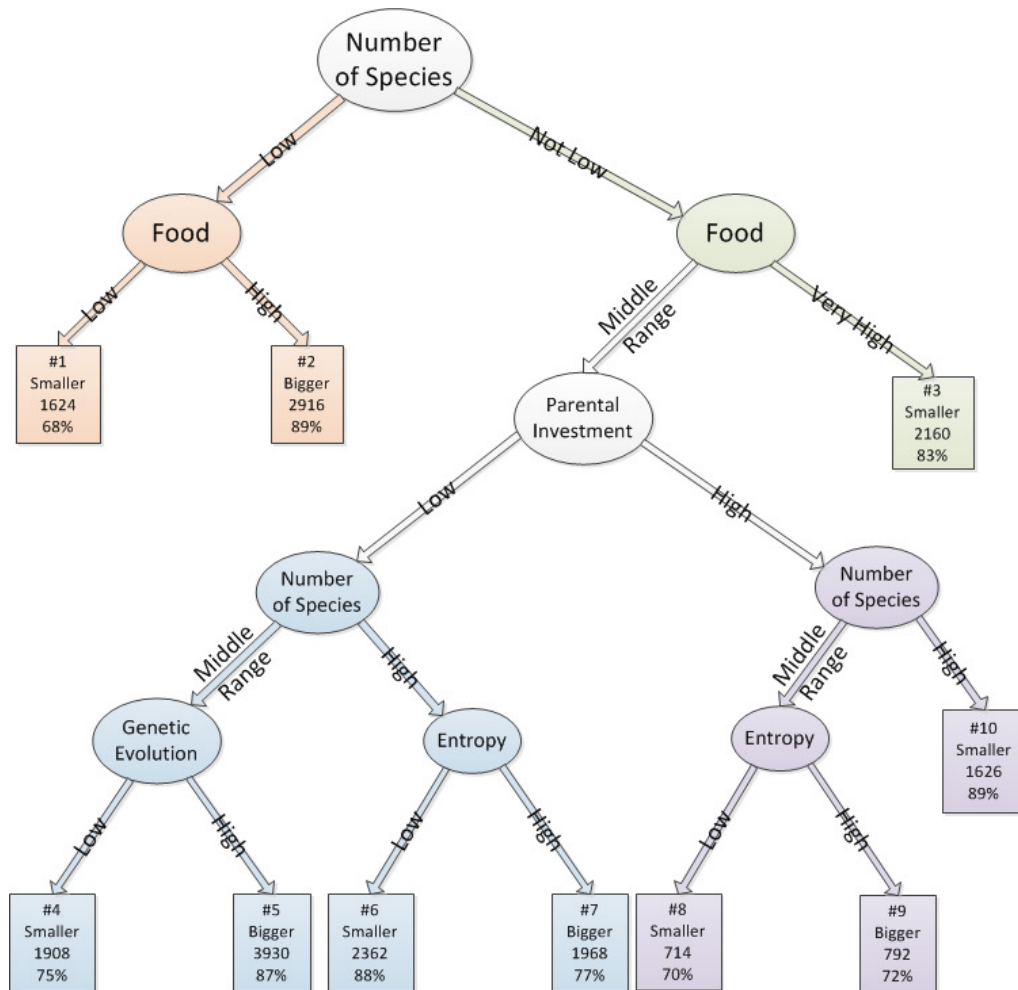 Number
of Species
Low
Not Low
Food
Food
Low
High
Middle
Range
Very High
#1
Smaller
1624
68%
#2
Bigger
2916
89%
#3
Smaller
2160
83%
Parental
Investment
Low
High
Number
of Species
Number
of Species
Middle
Range
High
Middle
Range
High
Genetic
Evolution
Entropy
Entropy
#10
Smaller
1626
89%
Low
High
Low
High
Low
High
#4
Smaller
1908
75%
#5
Bigger
3930
87%
#6
Smaller
2362
88%
#7
Bigger
1968
77%
#8
Smaller
714
70%
#9
Bigger
792
72%